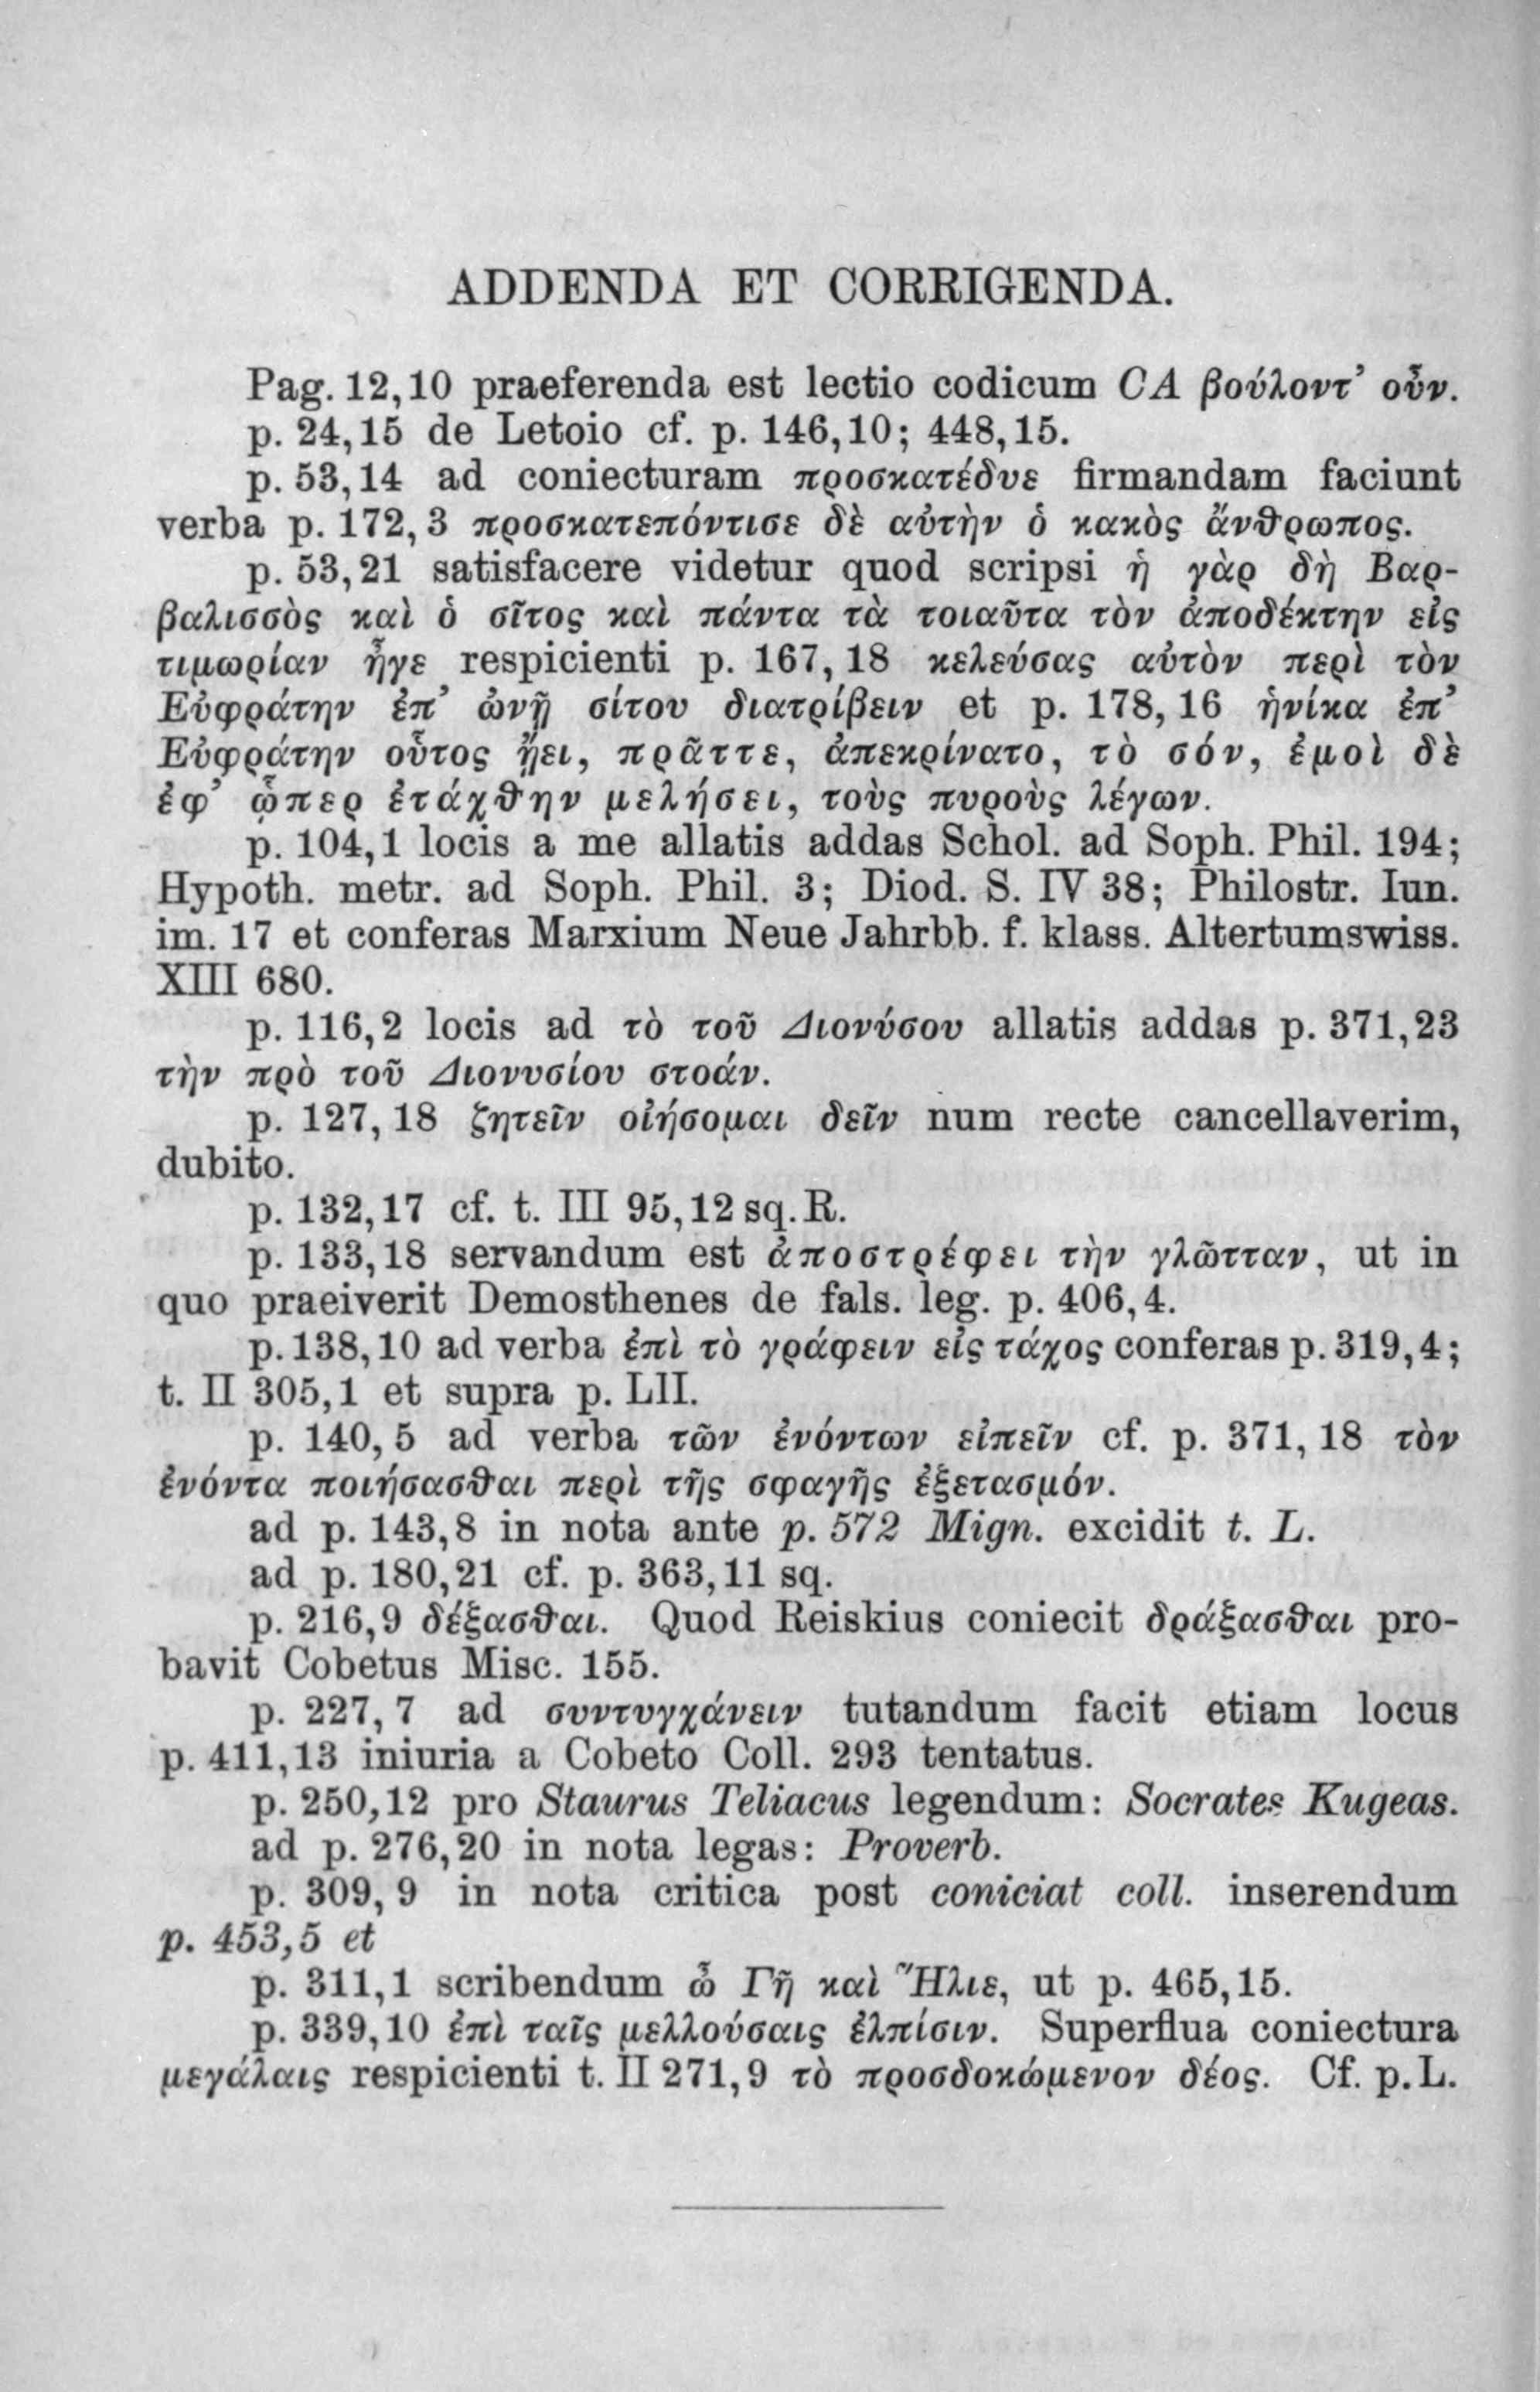 ADDENDA ET CORRIGENDA.
Pag. 12,10 praeferenda est lectio codicum CA βούλοντ’ οὖν.
p. 24,15 de Letoio cf. p. 146,10; 448,15.
p. 53,14 ad coniecturam προσκατέδυε firmandam faciunt
verba p. 172, 3 προσκατεπόντισε δὲ αὐτὴν ὁ κακὸς ἄνθρωπος.
p. 53,21 satisfacere videtur quod scripsi ἡ γὰρ δὴ Βαρ-
βαλισσὸς καὶ ὁ σῖτος καὶ πάντα τὰ τοιαῦτα τὸν ἀποδέκτην εἰς
τιμωρίαν ἦγε respicienti p. 167, 18 κελεύσας αὐτὸν περὶ τὸν
Εὐφράτην ἐπ’ ὠνῇ σίτου διατρίβειν et p. 178, 16 ἡνίκα ἐπ’
Εὐφράτην οὗτος ᾔει, πρᾶττε, ἀπεκρίνατο, τὸ σόν, ἐμοὶ δὲ
ἐφ’ ᾧπερ ἐτάχθην μελήσει, τοὺς πυροὺς λέγων.
p. 104,1 locis a me allatis addas Schol. ad Soph. Phil. 194;
Hypoth. metr. ad Soph. Phil. 3; Diod. S. IV 38; Philostr. Iun.
im. 17 et conferas Marxium Neue Jahrbb. f. klass. Altertumswiss.
XIII 680.
p. 116,2 locis ad τὸ τοῦ Διονύσου allatis addas p. 371,23
τὴν πρὸ τοῦ Διονυσίου στοάν.
p. 127, 18 ζητεῖν οἰήσομαι δεῖν num recte cancellaverim,
dubito.
p. 132,17 cf. t. III 95,12 sq. R.
p. 133,18 servandum est ἀποστρέφει τὴν γλῶτταν, ut in
quo praeiverit Demosthenes de fals. leg. p. 406,4.
p. 138,10 ad verba ἐπὶ τὸ γράφειν εἰς τάχος conferas p. 319,4;
t. II 305,1 et supra p. LII.
p. 140, 5 ad verba τῶν ἐνόντων εἰπεῖν cf. p. 371, 18 τὸν
ἐνόντα ποιήσασθαι περὶ τῆς σφαγῆς ἐξετασμόν.
ad p. 143,8 in nota ante p. 572 Mign. excidit t. L.
ad p. 180,21 cf. p. 363,11 sq.
p. 216,9 δέξασθαι. Quod Reiskius coniecit δράξασθαι pro-
bavit Cobetus Misc. 155.
p. 227, 7 ad συντυγχάνειν tutandum facit etiam locus
p. 411,13 iniuria a Cobeto Coll. 293 tentatus.
p. 250,12 pro Staurus Teliacus legendum: Socrates Kugeas.
ad p. 276,20 in nota legas: Proverb.
p. 309, 9 in nota critica post coniciat coll. inserendum
p. 453,5 et
p. 311,1 scribendum ὦ Γῆ καὶ Ἥλιε, ut p. 465,15.
p. 339,10 ἐπὶ ταῖς μελλούσαις ἐλπίσιν. Superflua coniectura
μεγάλαις respicienti t. II 271,9 τὸ προσδοκώμενον δέος. Cf. p. L.